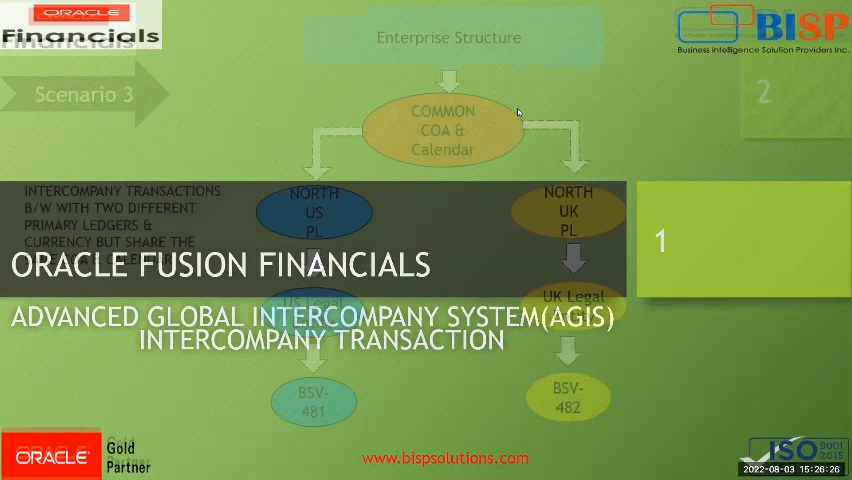 ORACLE
Financials
Enterprise Structure
BISP
Business Intelligence Solution Providers Inc.
Scenario 3
2
COMMON
COA &
Calendar
INTERCOMPANY TRANSACTIONS
B/W WITH TWO DIFFERENT
PRIMARY LEDGERS &
CURRENCY BUT SHARE THE
NORTH
US
PL
NORTH
UK
PL
1
ORACLE FUSION FINANCIALS
US Legal
UK Legal
ADVANCED GLOBAL INTERCOMPANY SYSTEM(AGIS)
INTERCOMPANY TRANSACTION
BSV-
481
BSV-
482
ORACLE
Gold
Partner
www.bispsolutions.com
ISO 9001
2015
2022-08-03 15:26:26